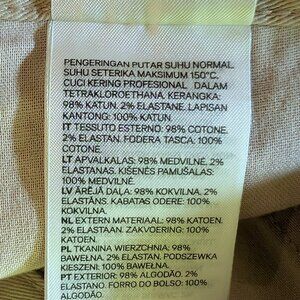 PENGERINGAN PUTAR SUHU NORMAL.
SUHU SETERIKA MAKSIMUM 150°C.
CUCI KERING PROFESIONAL DALAM
TETRAKLOROETHANA. KERANGKA:
98% KATUN. 2% ELASTANE. LAPISAN
KANTONG: 100% KATUN.
IT TESSUTO ESTERNO: 98% COTONE.
2% ELASTAN. FODERA TASCA: 100%
COTONE.
LT APVALKALAS: 98% MEDVILNĖ, 2%
ELASTANAS. KIŠENĖS PAMUŠALAS:
100% MEDVILNĖ.
LV ĀRĒJĀ DAĻA: 98% KOKVILNA. 2%
ELASTĀNS. KABATAS ODERE: 100%
KOKVILNA.
NL EXTERN MATERIAAL: 98% KATOEN.
2% ELASTAAN. ZAKVOERING: 100%
KATOEN.
PL TKANINA WIERZCHNIA: 98%
BAWEŁNA. 2% ELASTAN. PODSZEWKA
KIESZENI: 100% BAWEŁNA.
PT EXTERIOR: 98% ALGODÃO. 2%
ELASTANO. FORRO DO BOLSO: 100%
ALGODÃO.